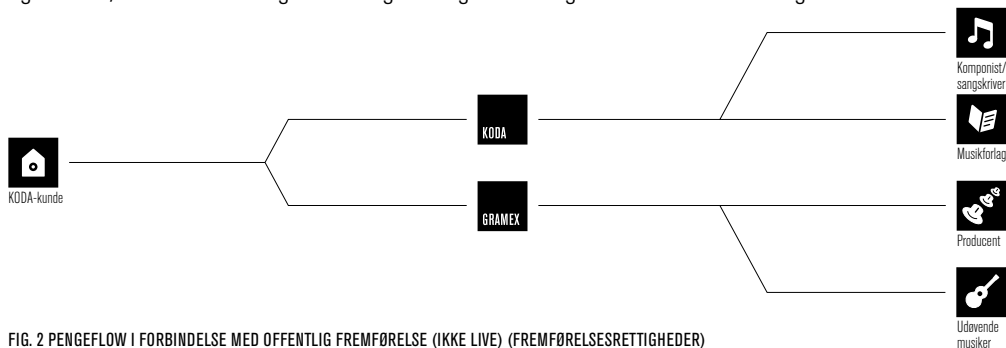 KODA-kunde
KODA
GRAMEX
Komponist/
sangskriver
Musikforlag
Producent
Udøvende
musiker
FIG. 2 PENGEFLOW I FORBINDELSE MED OFFENTLIG FREMFØRELSE (IKKE LIVE) (FREMFØRELSESRETTIGHEDER)